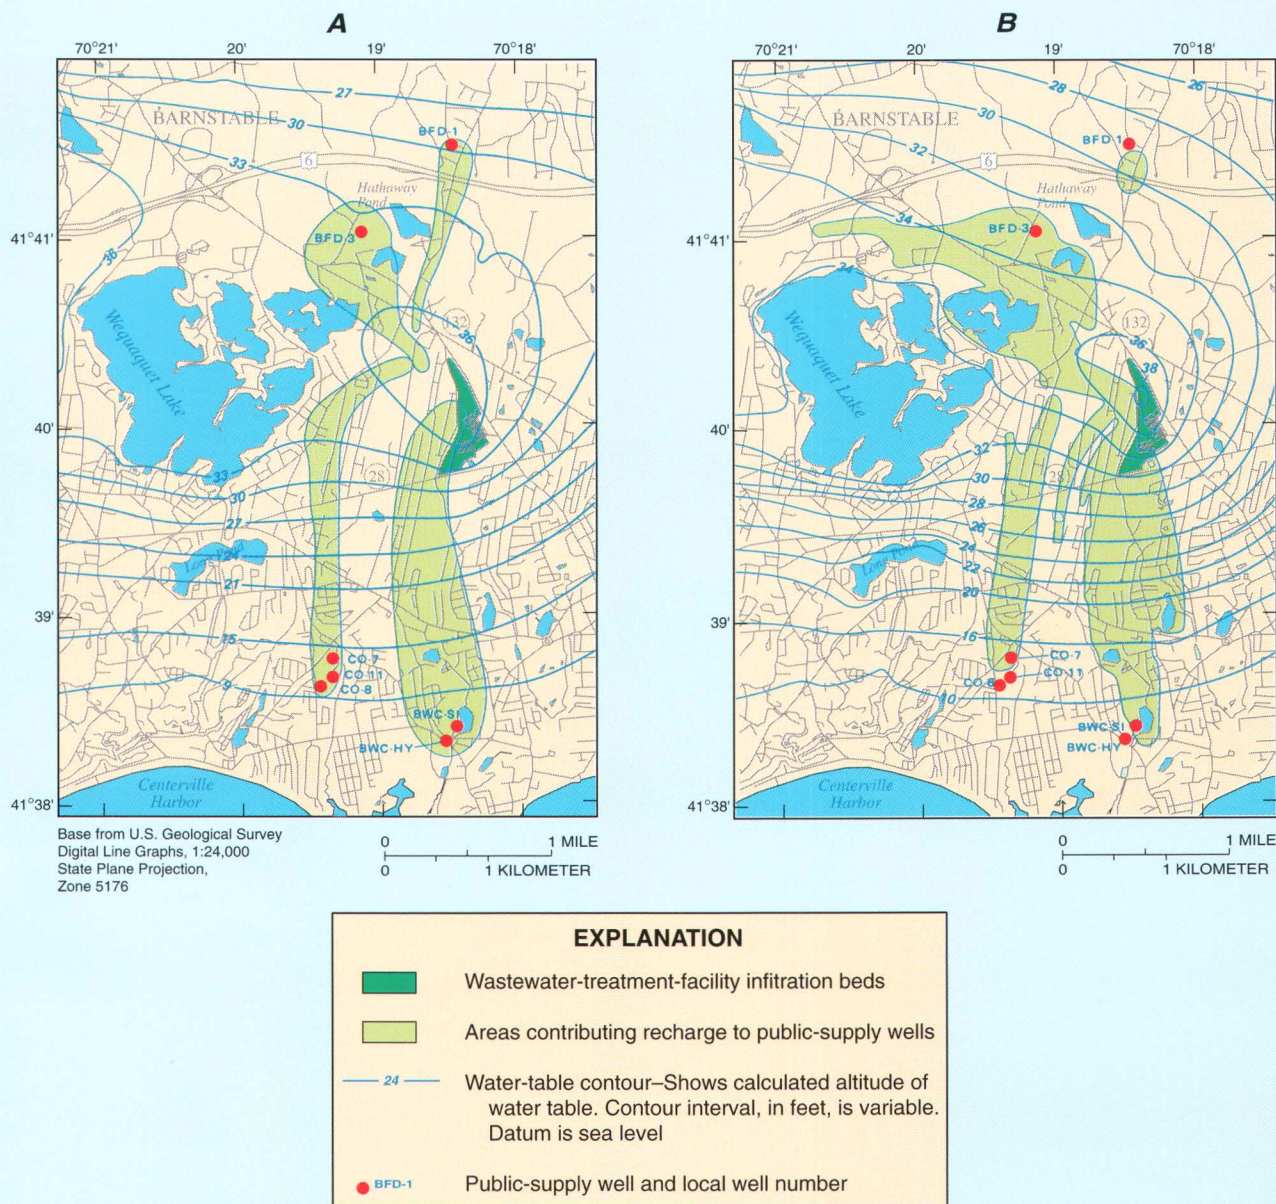 A
70°21'
20'
19'
70°18'
27
BARNSTABLE
30
BFD-1
33
6
Hathaway
Pond
41°41'
BFD-3
36
132
36
Wequaquet Lake
40'
33
28
30
27
Long Pond
24
21
39'
15
CO-7
CO-11
CO-8
9
BWC-SI
BWC-HY
Centerville
Harbor
41°38'
Base from U.S. Geological Survey
Digital Line Graphs, 1:24,000
State Plane Projection,
Zone 5176
0 1 MILE
0 1 KILOMETER
B
70°21'
20'
19'
70°18'
28
26
30
BARNSTABLE
BFD-1
32
6
Hathaway
Pond
34
41°41'
BFD-3
34
132
36
38
Wequaquet Lake
40'
32
30
28
28
26
24
Long Pond
22
20
39'
16
CO-7
CO-11
CO-8
10
BWC-SI
BWC-HY
Centerville
Harbor
41°38'
0 1 MILE
0 1 KILOMETER
EXPLANATION
Wastewater-treatment-facility infitration beds
Areas contributing recharge to public-supply wells
24 Water-table contour–Shows calculated altitude of
water table. Contour interval, in feet, is variable.
Datum is sea level
BFD-1 Public-supply well and local well number